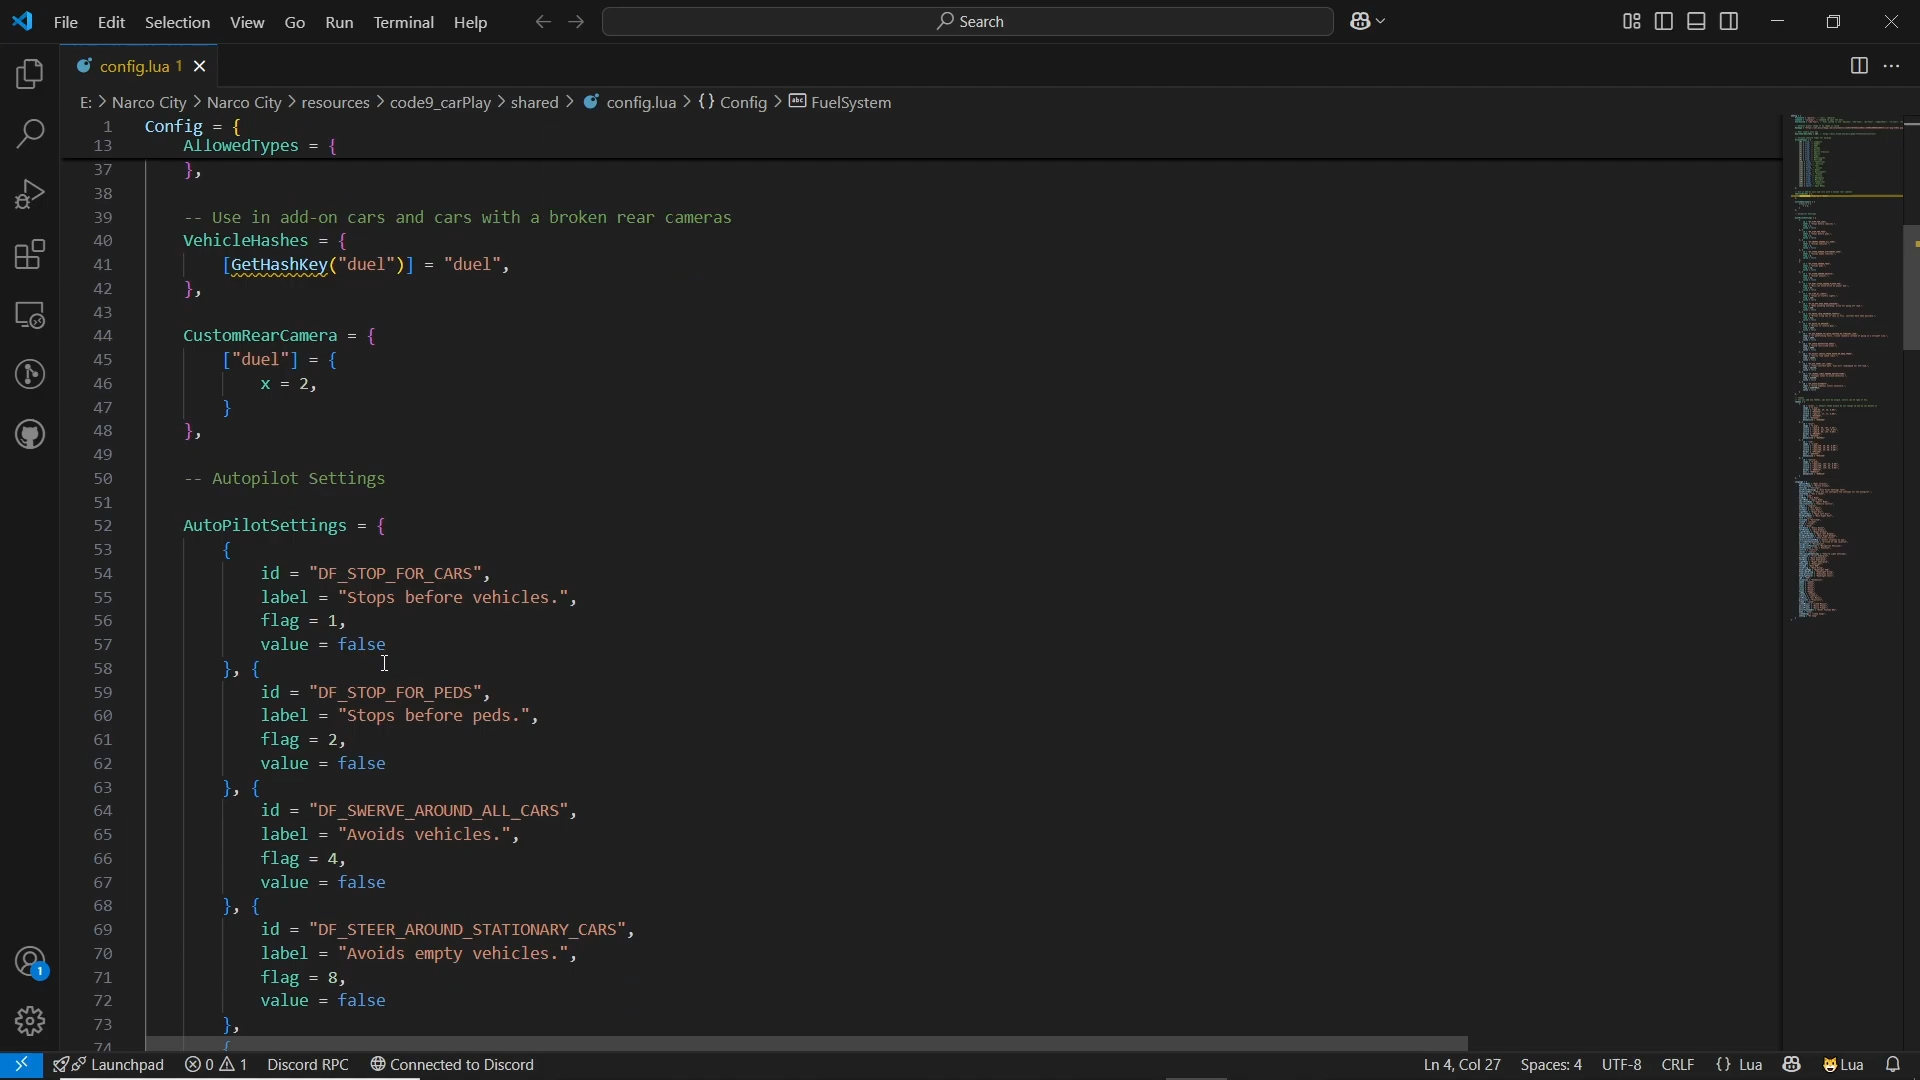 File Edit Selection View Go Run Terminal Help
Search
config.lua 1
E: > Narco City > Narco City > resources > code9_carPlay > shared > config.lua > {} Config > FuelSystem
1 Config = {
13 AllowedTypes = {
37 },
38
39 -- Use in add-on cars and cars with a broken rear cameras
40 VehicleHashes = {
41 [GetHashKey("duel")] = "duel",
42 },
43
44 CustomRearCamera = {
45 ["duel"] = {
46 x = 2,
47 }
48 },
49
50 -- Autopilot Settings
51
52 AutoPilotSettings = {
53 {
54 id = "DF_STOP_FOR_CARS",
55 label = "Stops before vehicles.",
56 flag = 1,
57 value = false
58 }, {
59 id = "DF_STOP_FOR_PEDS",
60 label = "Stops before peds.",
61 flag = 2,
62 value = false
63 }, {
64 id = "DF_SWERVE_AROUND_ALL_CARS",
65 label = "Avoids vehicles.",
66 flag = 4,
67 value = false
68 }, {
69 id = "DF_STEER_AROUND_STATIONARY_CARS",
70 label = "Avoids empty vehicles.",
71 flag = 8,
72 value = false
73 },
74 {
1
Launchpad 0 1 Discord RPC Connected to Discord Ln 4, Col 27 Spaces: 4 UTF-8 CRLF {} Lua Lua